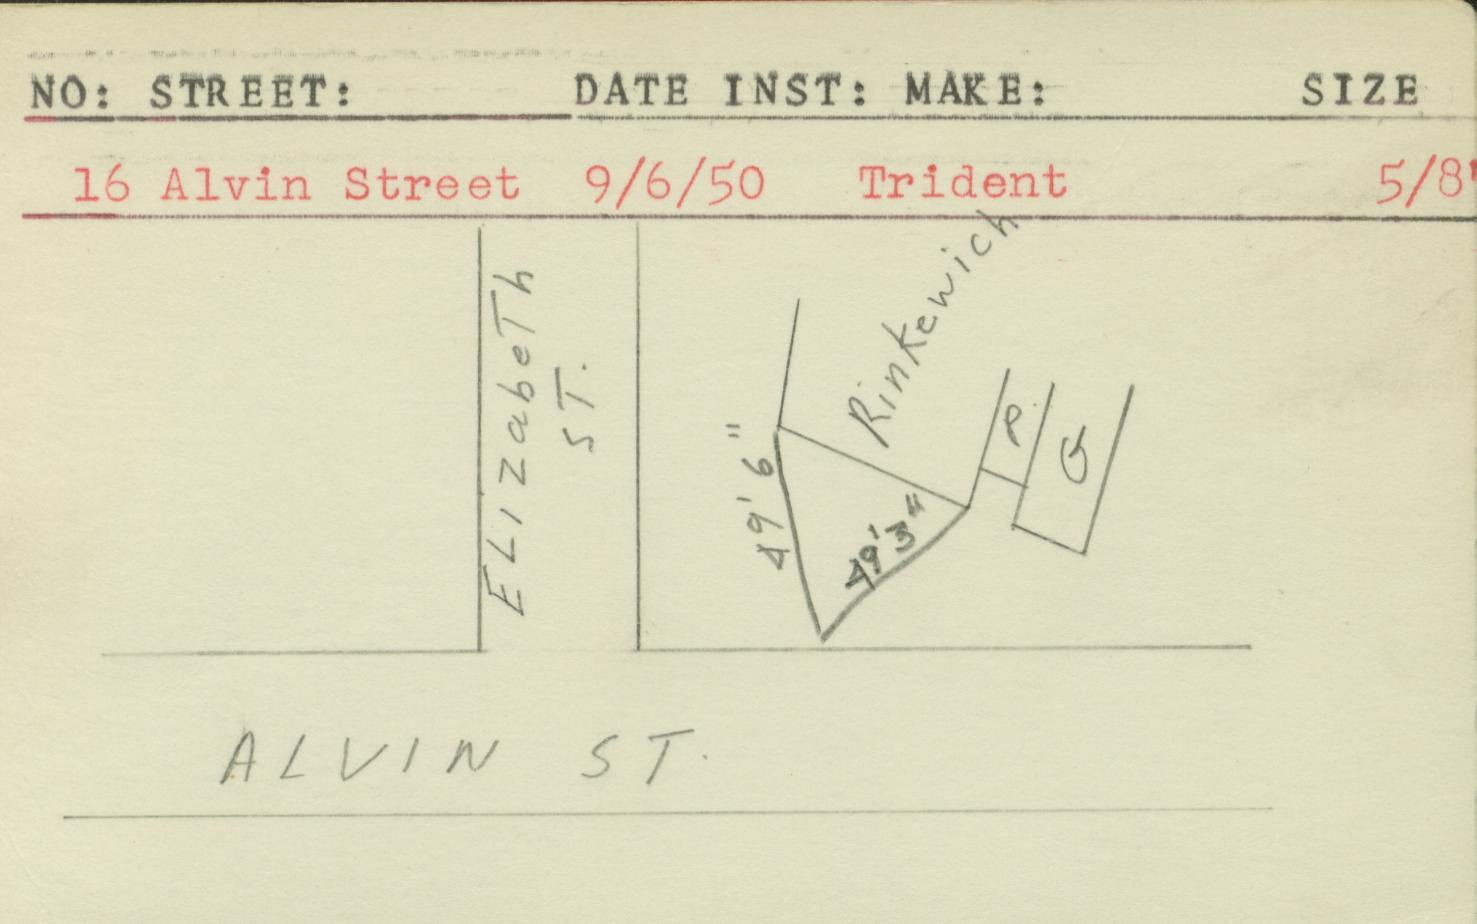 NO: STREET: DATE INST: MAKE: SIZE
16 Alvin Street 9/6/50 Trident 5/8"
ELIZabeTh
ST.
Rinkewich
P.
G
49'6"
49'3"
ALVIN ST.